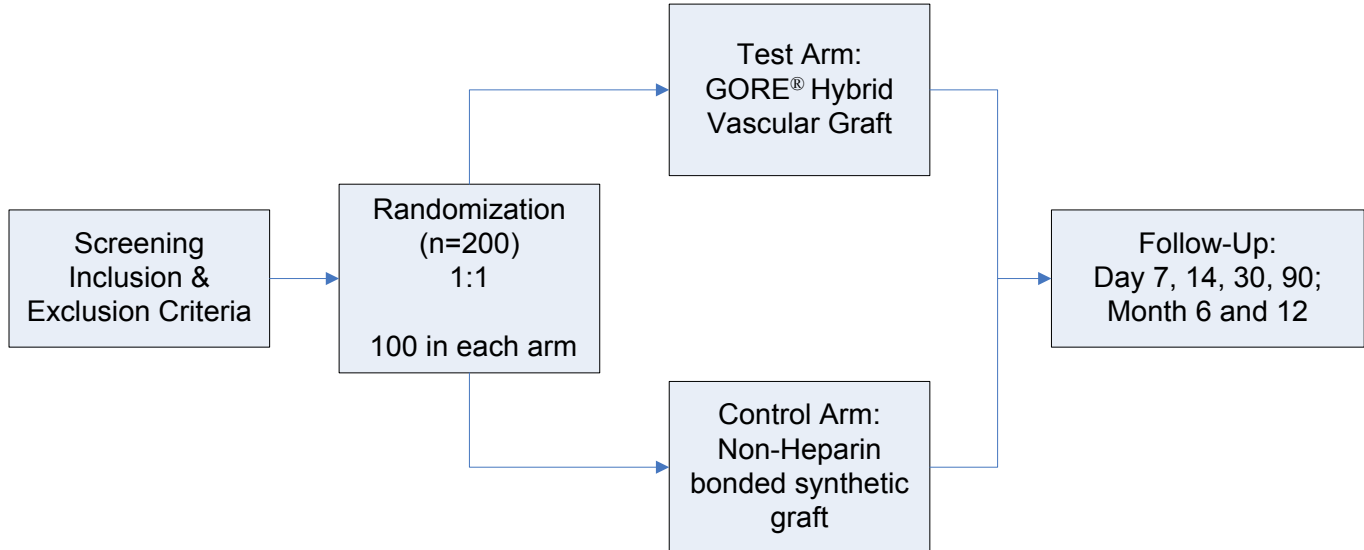 Screening
Inclusion &
Exclusion Criteria
Randomization
(n=200)
1:1
100 in each arm
Test Arm:
GORE® Hybrid
Vascular Graft
Control Arm:
Non-Heparin
bonded synthetic
graft
Follow-Up:
Day 7, 14, 30, 90;
Month 6 and 12